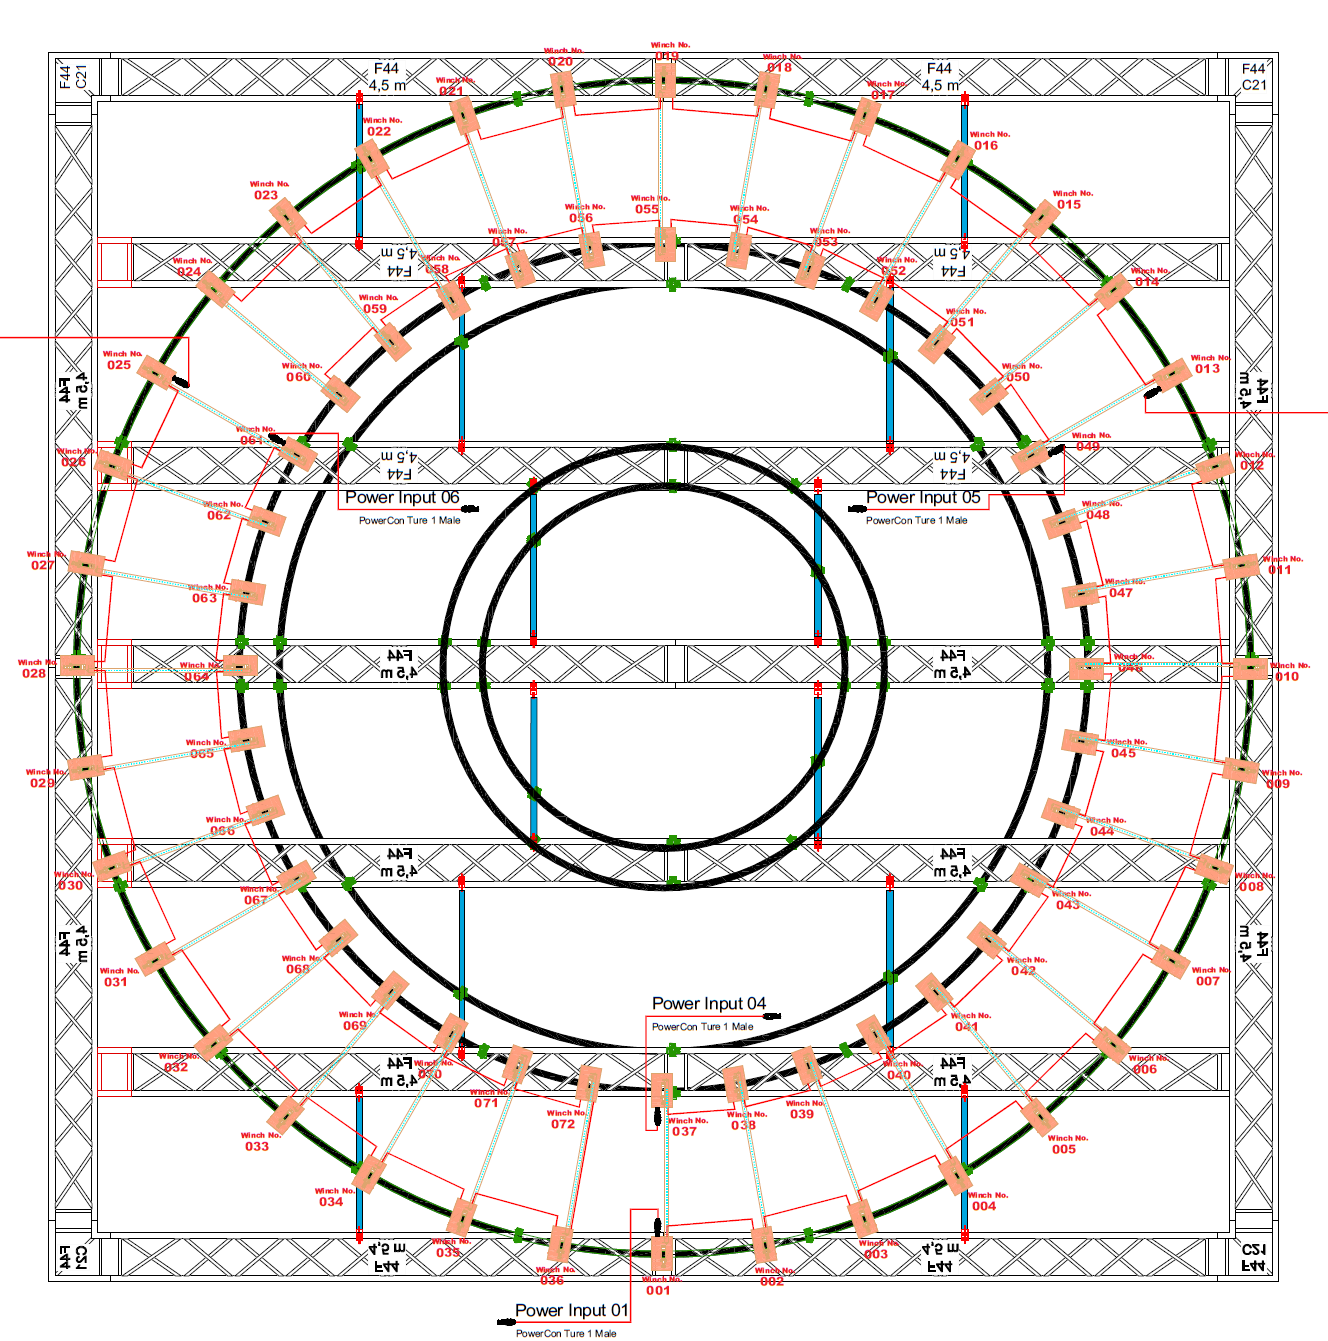 Winch No.
019
Winch No.
020
Winch No.
018
F44
C21
F44
4,5 m
F44
4,5 m
F44
C21
Winch No.
021
Winch No.
017
Winch No.
022
Winch No.
016
Winch No.
023
Winch No.
015
Winch No.
055
Winch No.
056
Winch No.
054
Winch No.
057
Winch No.
053
4,5 m
F44
4,5 m
F44
Winch No.
024
Winch No.
058
Winch No.
052
Winch No.
014
Winch No.
059
Winch No.
051
Winch No.
025
Winch No.
013
Winch No.
060
Winch No.
050
F44
4,5 m
4,5 m
F44
Winch No.
061
Winch No.
049
Winch No.
026
Winch No.
012
4,5 m
F44
4,5 m
F44
Power Input 06
PowerCon Ture 1 Male
Power Input 05
PowerCon Ture 1 Male
Winch No.
062
Winch No.
048
Winch No.
027
Winch No.
011
Winch No.
063
Winch No.
047
F44
4,5 m
F44
4,5 m
Winch No.
028
Winch No.
064
Winch No.
046
Winch No.
010
Winch No.
065
Winch No.
045
Winch No.
029
Winch No.
009
Winch No.
066
Winch No.
044
F44
4,5 m
F44
4,5 m
Winch No.
030
Winch No.
008
Winch No.
067
Winch No.
043
F44
4,5 m
4,5 m
F44
Winch No.
031
Winch No.
068
Winch No.
042
Winch No.
007
Power Input 04
PowerCon Ture 1 Male
Winch No.
069
Winch No.
041
Winch No.
032
Winch No.
006
F44
4,5 m
F44
4,5 m
Winch No.
070
Winch No.
040
Winch No.
071
Winch No.
039
Winch No.
072
Winch No.
038
Winch No.
037
Winch No.
033
Winch No.
005
Winch No.
034
Winch No.
004
Winch No.
035
Winch No.
003
F44
C21
4,5 m
F44
4,5 m
F44
C21
F44
Winch No.
036
Winch No.
002
Winch No.
001
Power Input 01
PowerCon Ture 1 Male